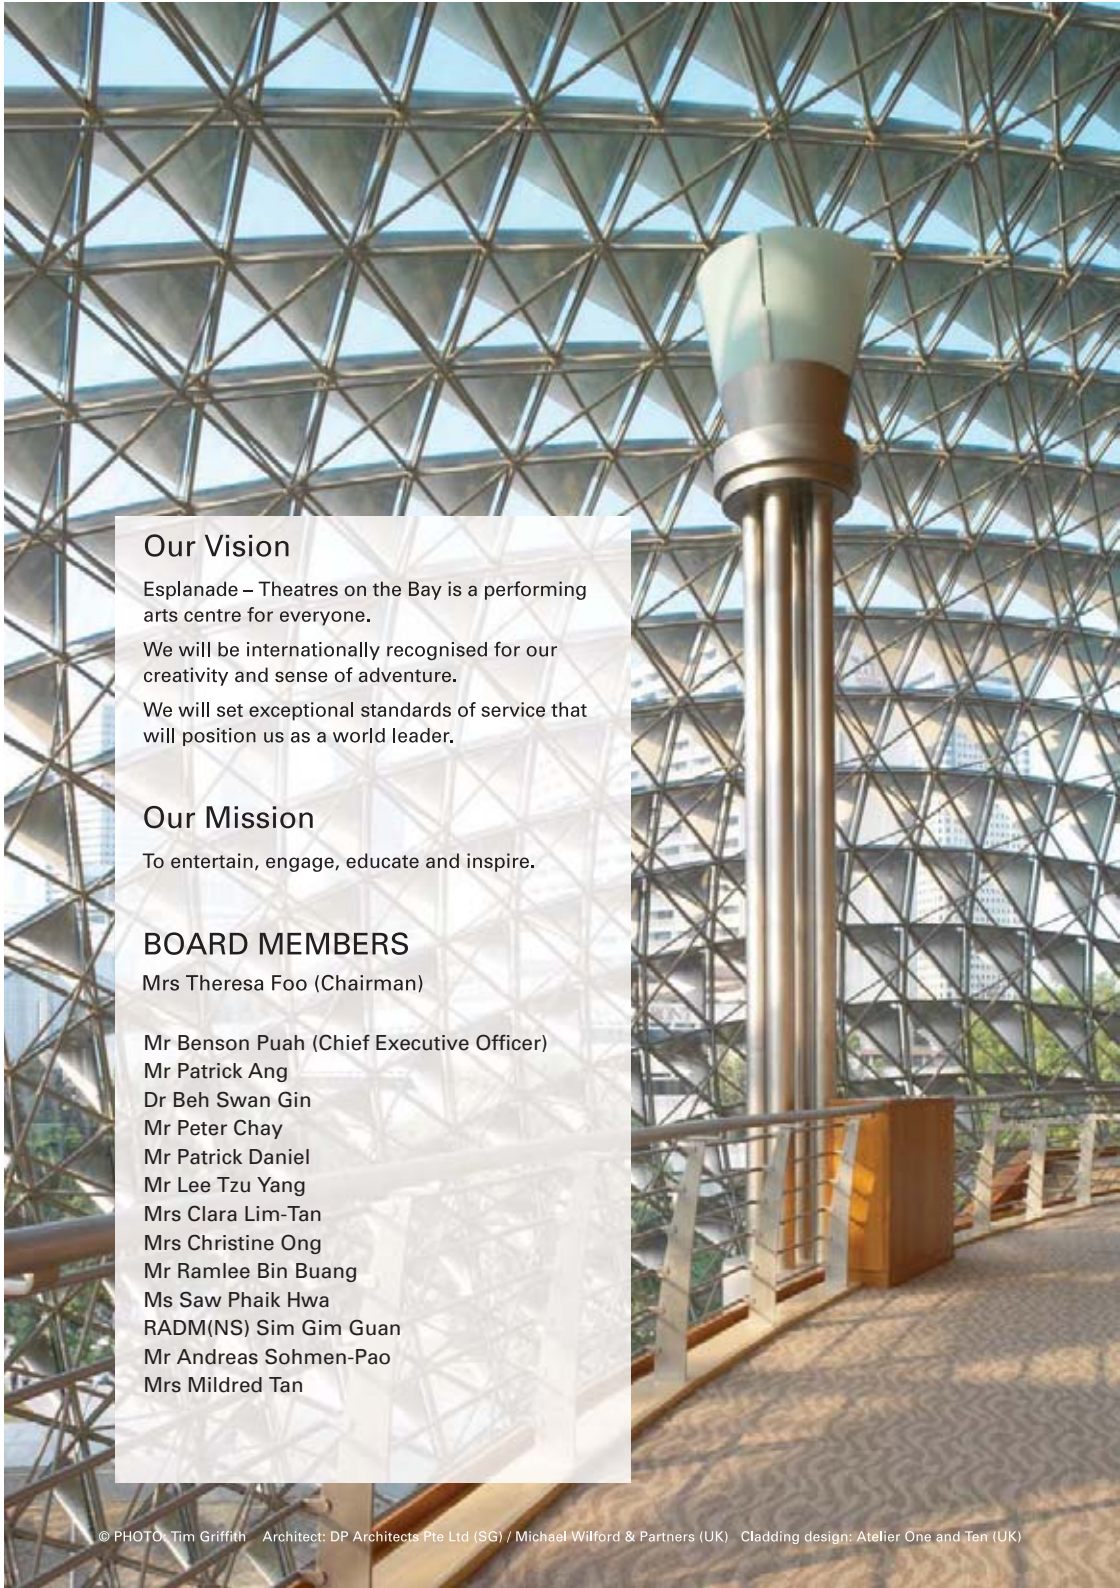 Our Vision
Esplanade – Theatres on the Bay is a performing
arts centre for everyone.
We will be internationally recognised for our
creativity and sense of adventure.
We will set exceptional standards of service that
will position us as a world leader.
Our Mission
To entertain, engage, educate and inspire.
BOARD MEMBERS
Mrs Theresa Foo (Chairman)
Mr Benson Puah (Chief Executive Officer)
Mr Patrick Ang
Dr Beh Swan Gin
Mr Peter Chay
Mr Patrick Daniel
Mr Lee Tzu Yang
Mrs Clara Lim-Tan
Mrs Christine Ong
Mr Ramlee Bin Buang
Ms Saw Phaik Hwa
RADM(NS) Sim Gim Guan
Mr Andreas Sohmen-Pao
Mrs Mildred Tan
© PHOTO: Tim Griffith Architect: DP Architects Pte Ltd (SG) / Michael Wilford & Partners (UK) Cladding design: Atelier One and Ten (UK)